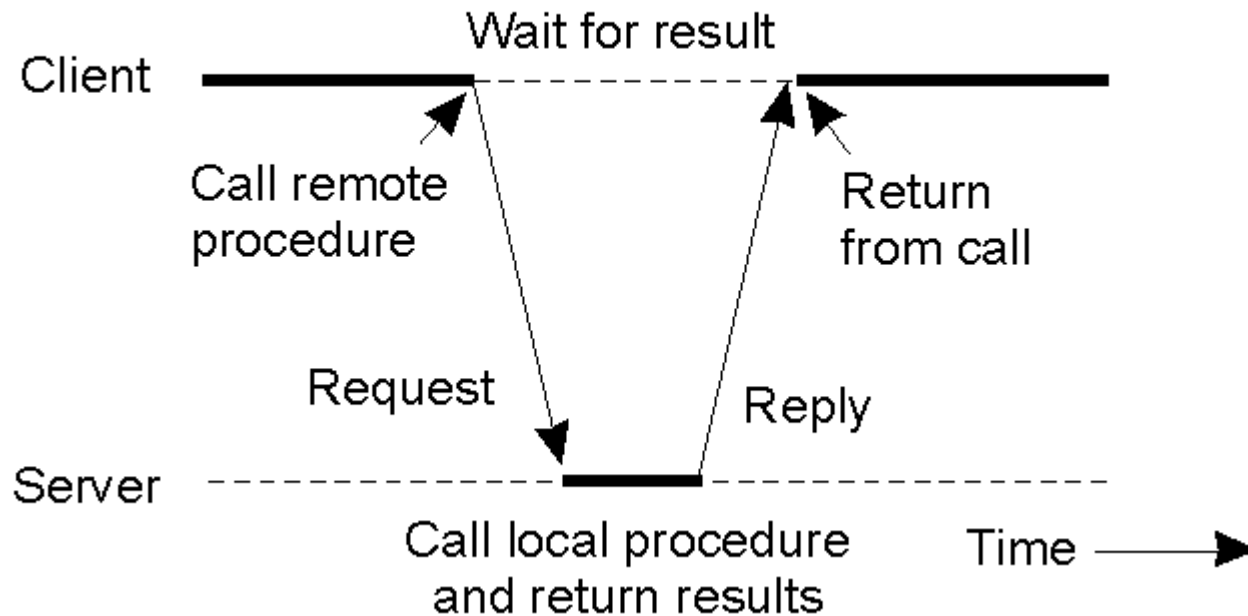 Wait for result
Client
Call remote
procedure
Return
from call
Request
Reply
Server
Call local procedure
and return results
Time